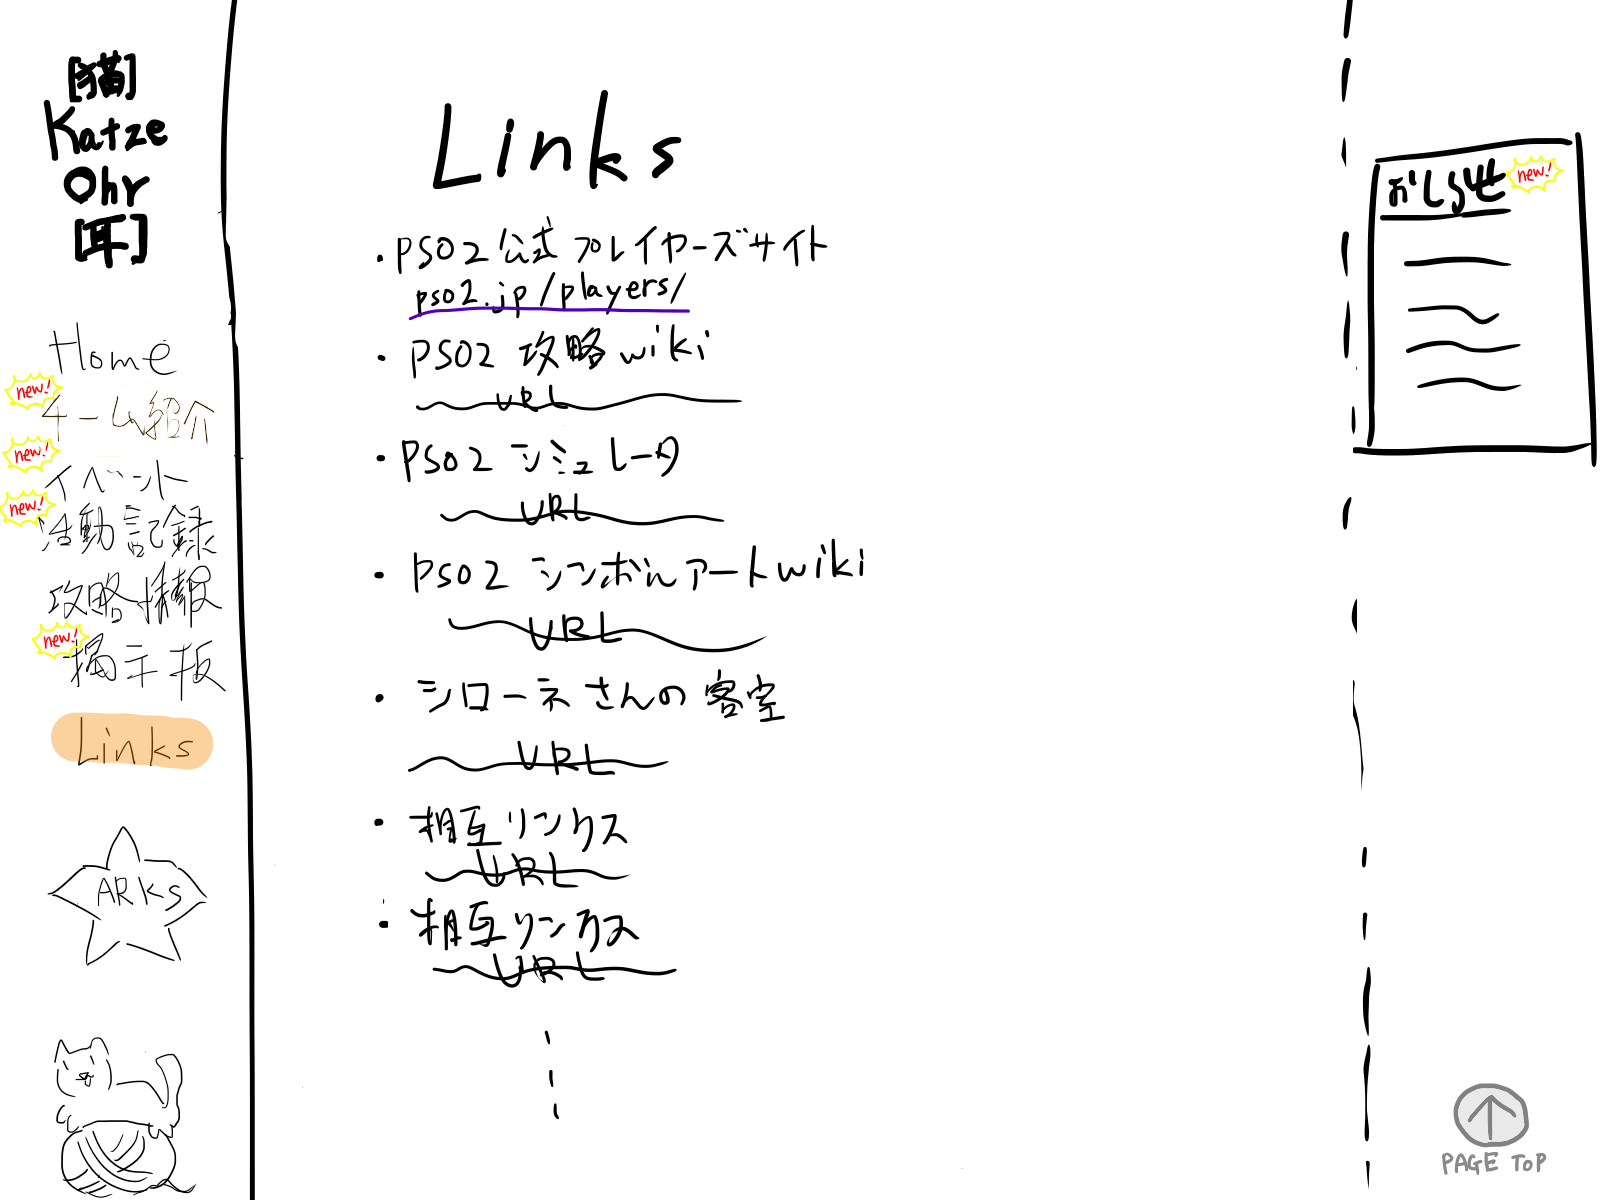 [猫]
Katze
Ohr
[耳]
Home
new!
チーム紹介
new!
イベント
new!
活動記録
攻略情報
new!
掲示板
Links
ARKS
Links
・PSO2公式プレイヤーズサイト
pso2.jp/players/
・PSO2 攻略wiki
URL
・PSO2 シミュレータ
URL
・PSO2 シンボルアートwiki
URL
・シローネさんの客室
URL
・相互リンクス
URL
・相互リンクス
URL
おしらせ new!
PAGE TOP